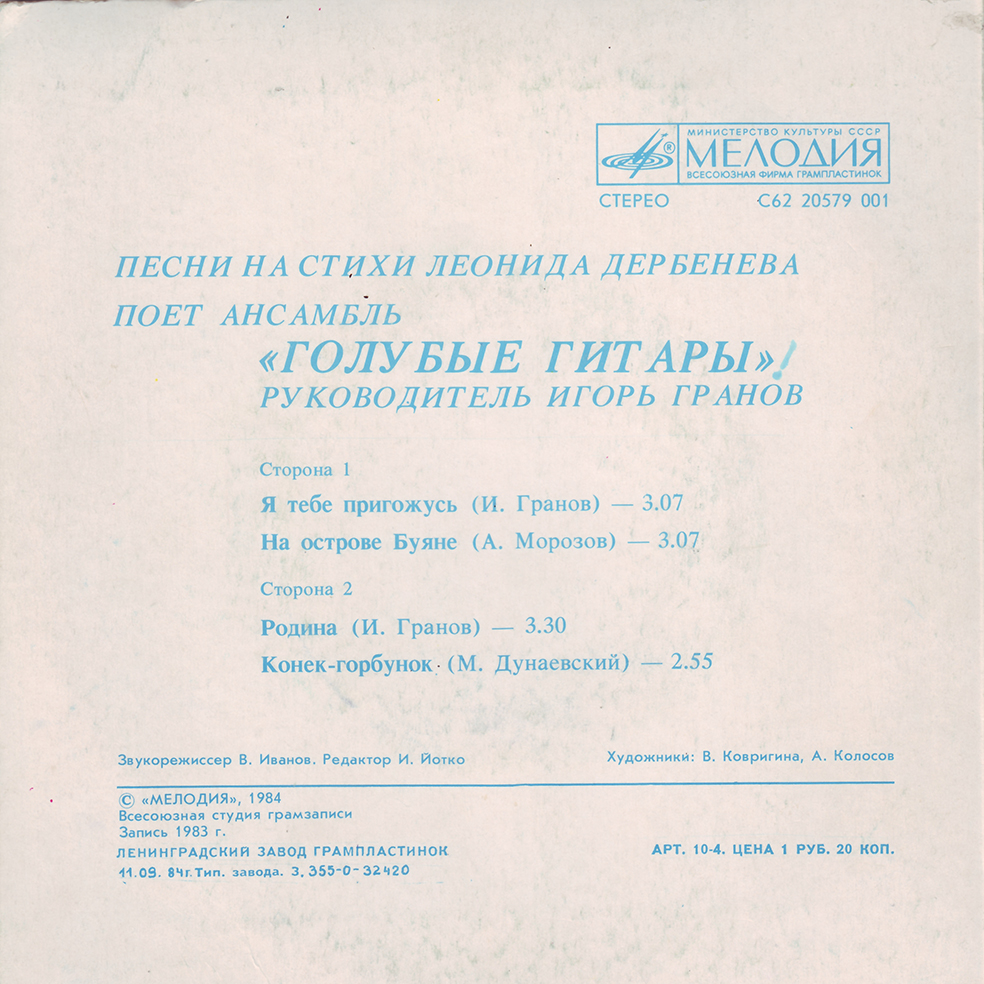 МИНИСТЕРСТВО КУЛЬТУРЫ СССР
МЕЛОДИЯ
ВСЕСОЮЗНАЯ ФИРМА ГРАМПЛАСТИНОК
®
СТЕРЕО С62 20579 001
ПЕСНИ НА СТИХИ ЛЕОНИДА ДЕРБЕНЕВА
ПОЕТ АНСАМБЛЬ
«ГОЛУБЫЕ ГИТАРЫ»!
РУКОВОДИТЕЛЬ ИГОРЬ ГРАНОВ
Сторона 1
Я тебе пригожусь (И. Гранов) — 3.07
На острове Буяне (А. Морозов) — 3.07
Сторона 2
Родина (И. Гранов) — 3.30
Конек-горбунок (М. Дунаевский) — 2.55
Звукорежиссер В. Иванов. Редактор И. Йотко
Художники: В. Ковригина, А. Колосов
© «МЕЛОДИЯ», 1984
Всесоюзная студия грамзаписи
Запись 1983 г.
ЛЕНИНГРАДСКИЙ ЗАВОД ГРАМПЛАСТИНОК
АРТ. 10-4. ЦЕНА 1 РУБ. 20 КОП.
11.09. 84г. Тип. завода. З. 355-0-32420